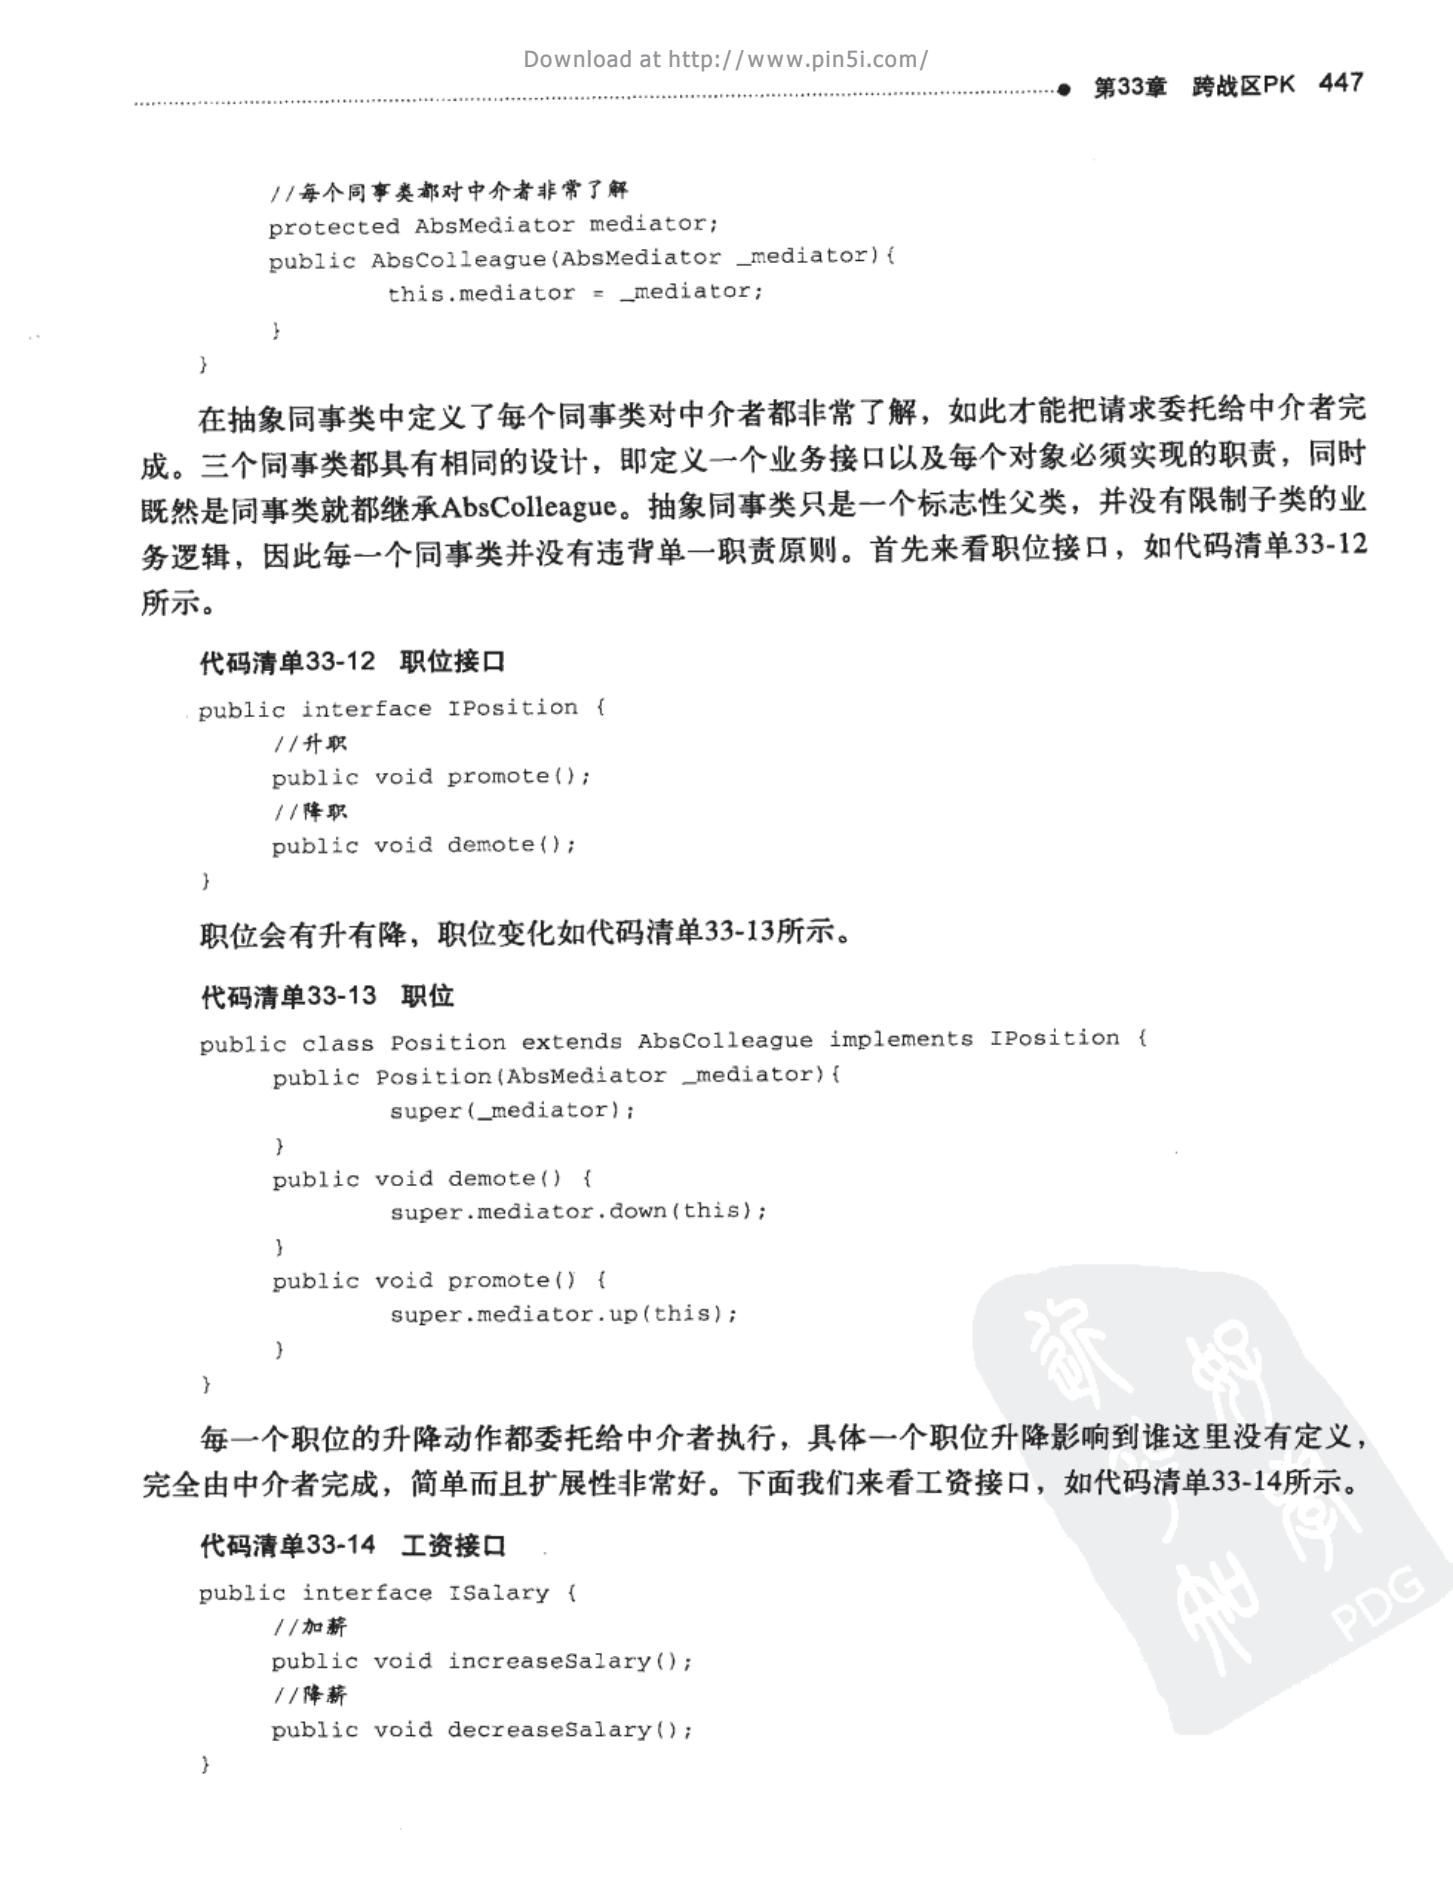 Download at http://www.pin5i.com/
第33章 跨战区PK 447
//每个同事类都对中介者非常了解
protected AbsMediator mediator;
public AbsColleague(AbsMediator _mediator){
this.mediator = _mediator;
}
}
在抽象同事类中定义了每个同事类对中介者都非常了解，如此才能把请求委托给中介者完
成。三个同事类都具有相同的设计，即定义一个业务接口以及每个对象必须实现的职责，同时
既然是同事类就都继承AbsColleague。抽象同事类只是一个标志性父类，并没有限制子类的业
务逻辑，因此每一个同事类并没有违背单一职责原则。首先来看职位接口，如代码清单33-12
所示。
代码清单33-12 职位接口
public interface IPosition {
//升职
public void promote();
//降职
public void demote();
}
职位会有升有降，职位变化如代码清单33-13所示。
代码清单33-13 职位
public class Position extends AbsColleague implements IPosition {
public Position(AbsMediator _mediator){
super(_mediator);
}
public void demote() {
super.mediator.down(this);
}
public void promote() {
super.mediator.up(this);
}
}
每一个职位的升降动作都委托给中介者执行，具体一个职位升降影响到谁这里没有定义，
完全由中介者完成，简单而且扩展性非常好。下面我们来看工资接口，如代码清单33-14所示。
代码清单33-14 工资接口
public interface ISalary {
//加薪
public void increaseSalary();
//降薪
public void decreaseSalary();
}
PDG